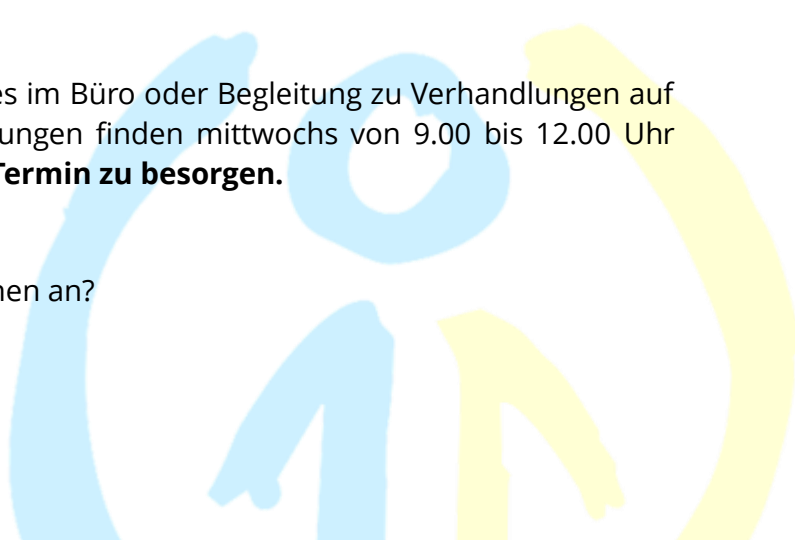 es im Büro oder Begleitung zu Verhandlungen auf
ungen finden mittwochs von 9.00 bis 12.00 Uhr
Termin zu besorgen.
nen an?